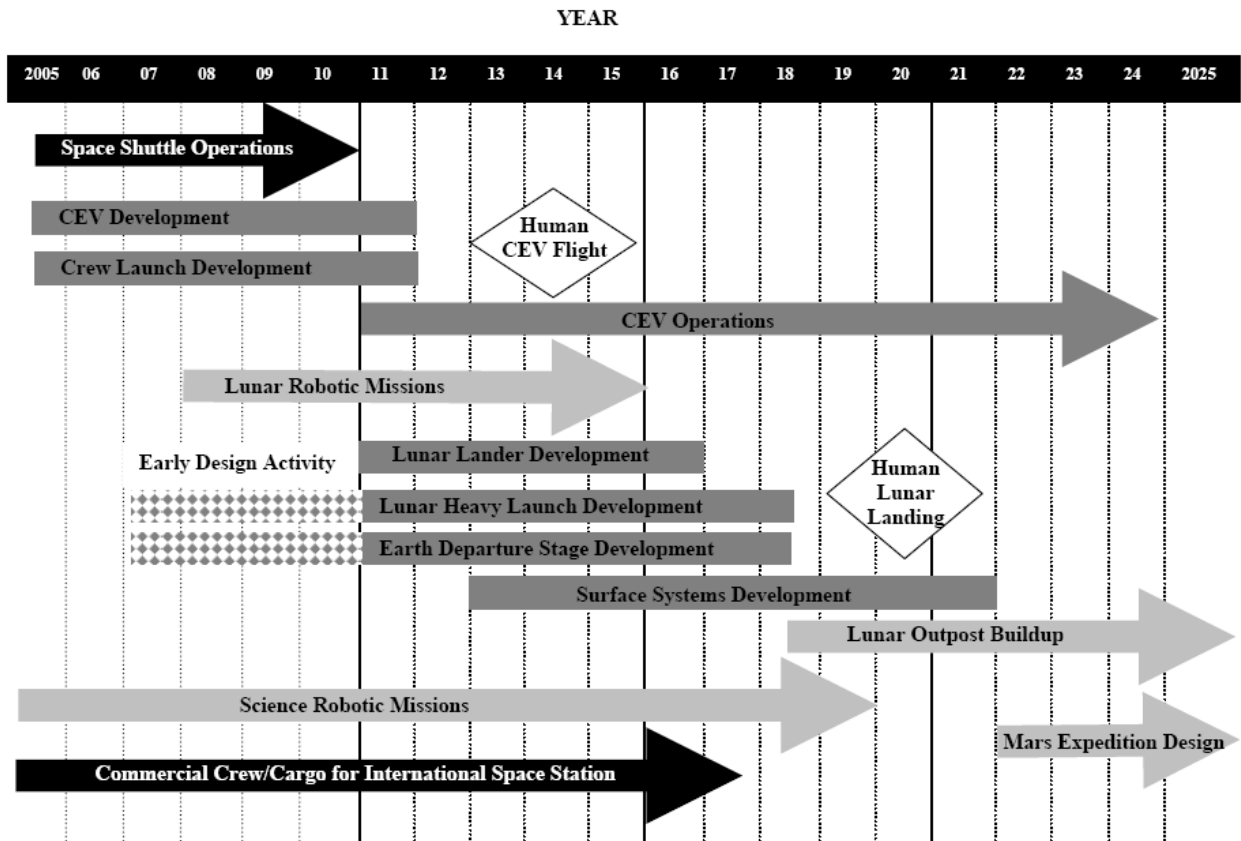 YEAR
2005 06 07 08 09 10 11 12 13 14 15 16 17 18 19 20 21 22 23 24 2025
Space Shuttle Operations
CEV Development
Human
CEV Flight
Crew Launch Development
CEV Operations
Lunar Robotic Missions
Early Design Activity
Lunar Lander Development
Human
Lunar
Landing
Lunar Heavy Launch Development
Earth Departure Stage Development
Surface Systems Development
Lunar Outpost Buildup
Science Robotic Missions
Mars Expedition Design
Commercial Crew/Cargo for International Space Station